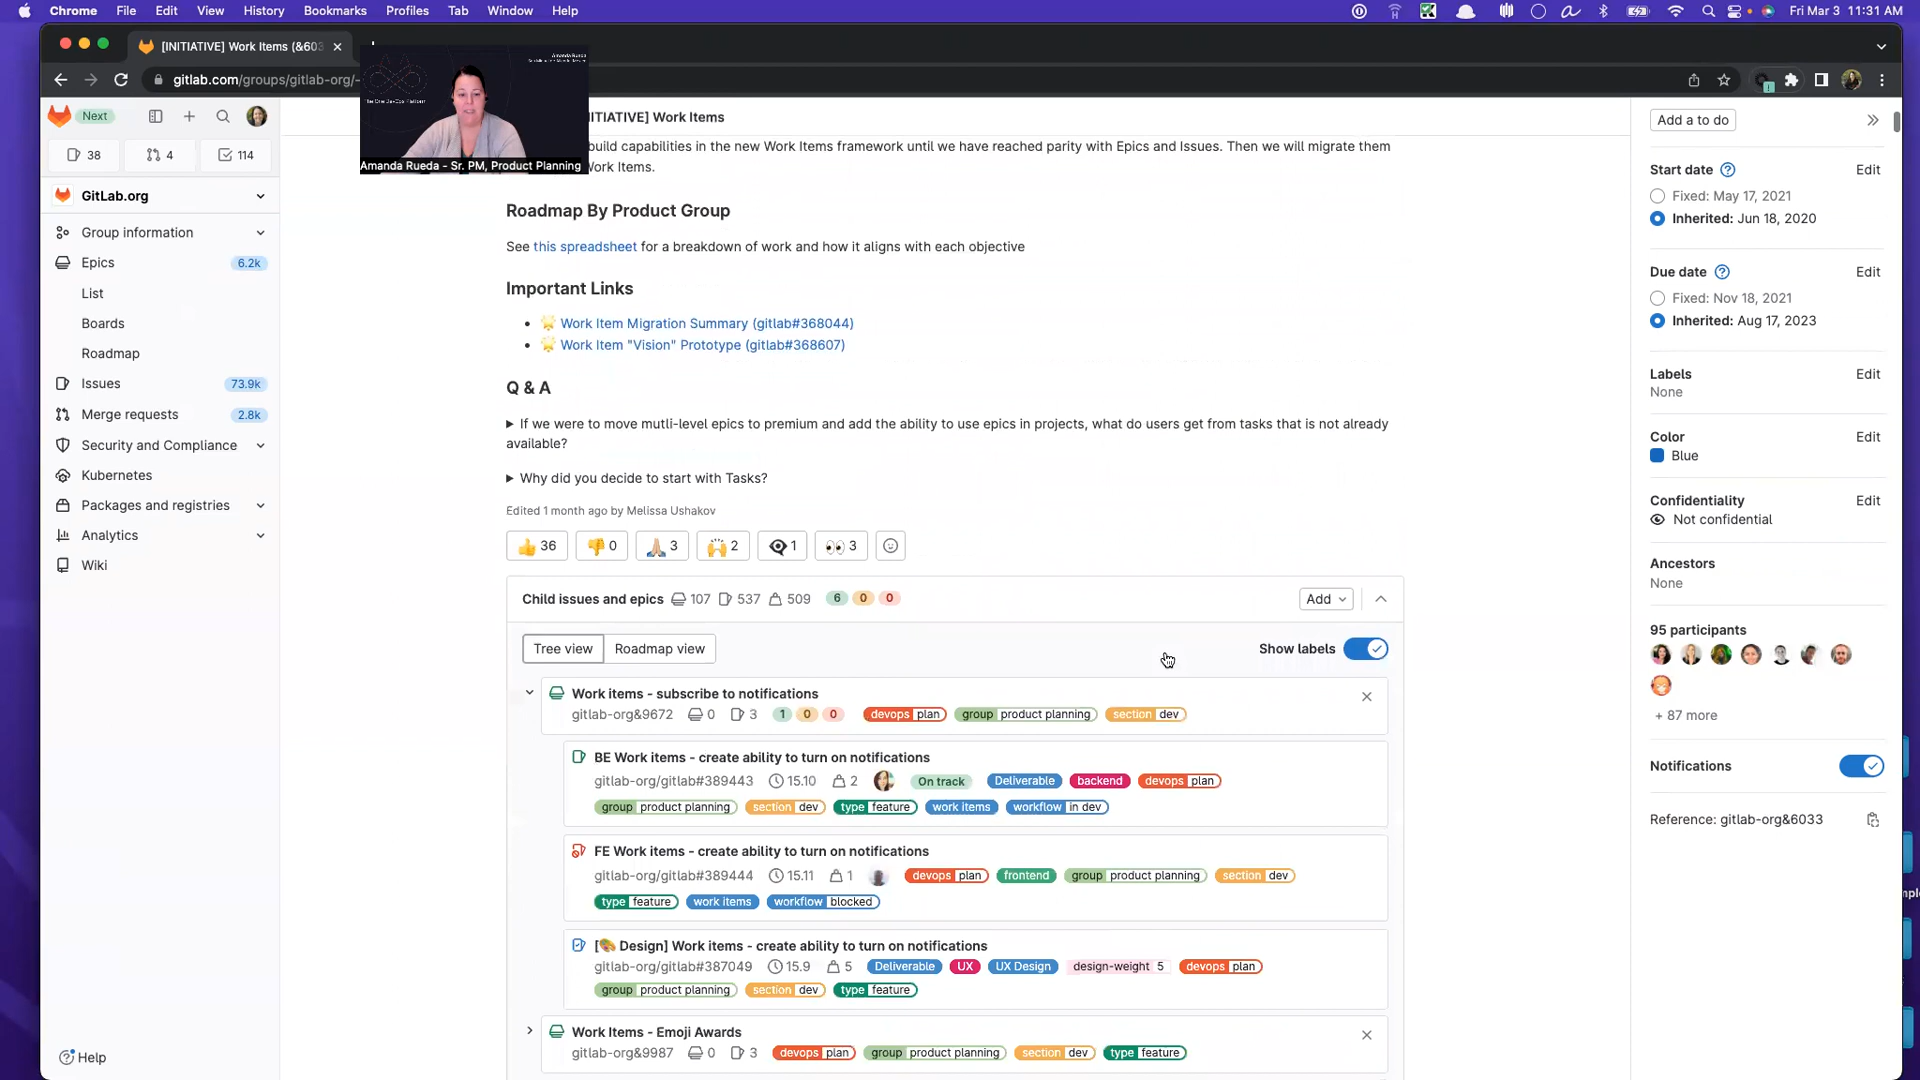 Chrome File Edit View History Bookmarks Profiles Tab Window Help Fri Mar 3 11:31 AM
[INITIATIVE] Work Items (&603
gitlab.com/groups/gitlab-org/-
Amanda Rueda
The One DevOps Platform
Amanda Rueda - Sr. PM, Product Planning
Next
38 4 114
GitLab.org
Group information
Epics 6.2k
List
Boards
Roadmap
Issues 73.9k
Merge requests 2.8k
Security and Compliance
Kubernetes
Packages and registries
Analytics
Wiki
Help
ITIATIVE] Work Items
build capabilities in the new Work Items framework until we have reached parity with Epics and Issues. Then we will migrate them
Work Items.
Roadmap By Product Group
See this spreadsheet for a breakdown of work and how it aligns with each objective
Important Links
• 🌟 Work Item Migration Summary (gitlab#368044)
• 🌟 Work Item "Vision" Prototype (gitlab#368607)
Q & A
▶ If we were to move mutli-level epics to premium and add the ability to use epics in projects, what do users get from tasks that is not already
available?
▶ Why did you decide to start with Tasks?
Edited 1 month ago by Melissa Ushakov
👍 36 👎 0 🙏🏼 3 🙌 2 👁 1 👀 3
Child issues and epics 107 537 509 6 0 0 Add
Tree view Roadmap view Show labels
Work items - subscribe to notifications
gitlab-org&9672 0 3 1 0 0 devops plan group product planning section dev
BE Work items - create ability to turn on notifications
gitlab-org/gitlab#389443 15.10 2 On track Deliverable backend devops plan
group product planning section dev type feature work items workflow in dev
FE Work items - create ability to turn on notifications
gitlab-org/gitlab#389444 15.11 1 devops plan frontend group product planning section dev
type feature work items workflow blocked
[🎨 Design] Work items - create ability to turn on notifications
gitlab-org/gitlab#387049 15.9 5 Deliverable UX UX Design design-weight 5 devops plan
group product planning section dev type feature
Work Items - Emoji Awards
gitlab-org&9987 0 3 devops plan group product planning section dev type feature
Add a to do
Start date Edit
Fixed: May 17, 2021
Inherited: Jun 18, 2020
Due date Edit
Fixed: Nov 18, 2021
Inherited: Aug 17, 2023
Labels Edit
None
Color Edit
Blue
Confidentiality Edit
Not confidential
Ancestors
None
95 participants
+ 87 more
Notifications
Reference: gitlab-org&6033